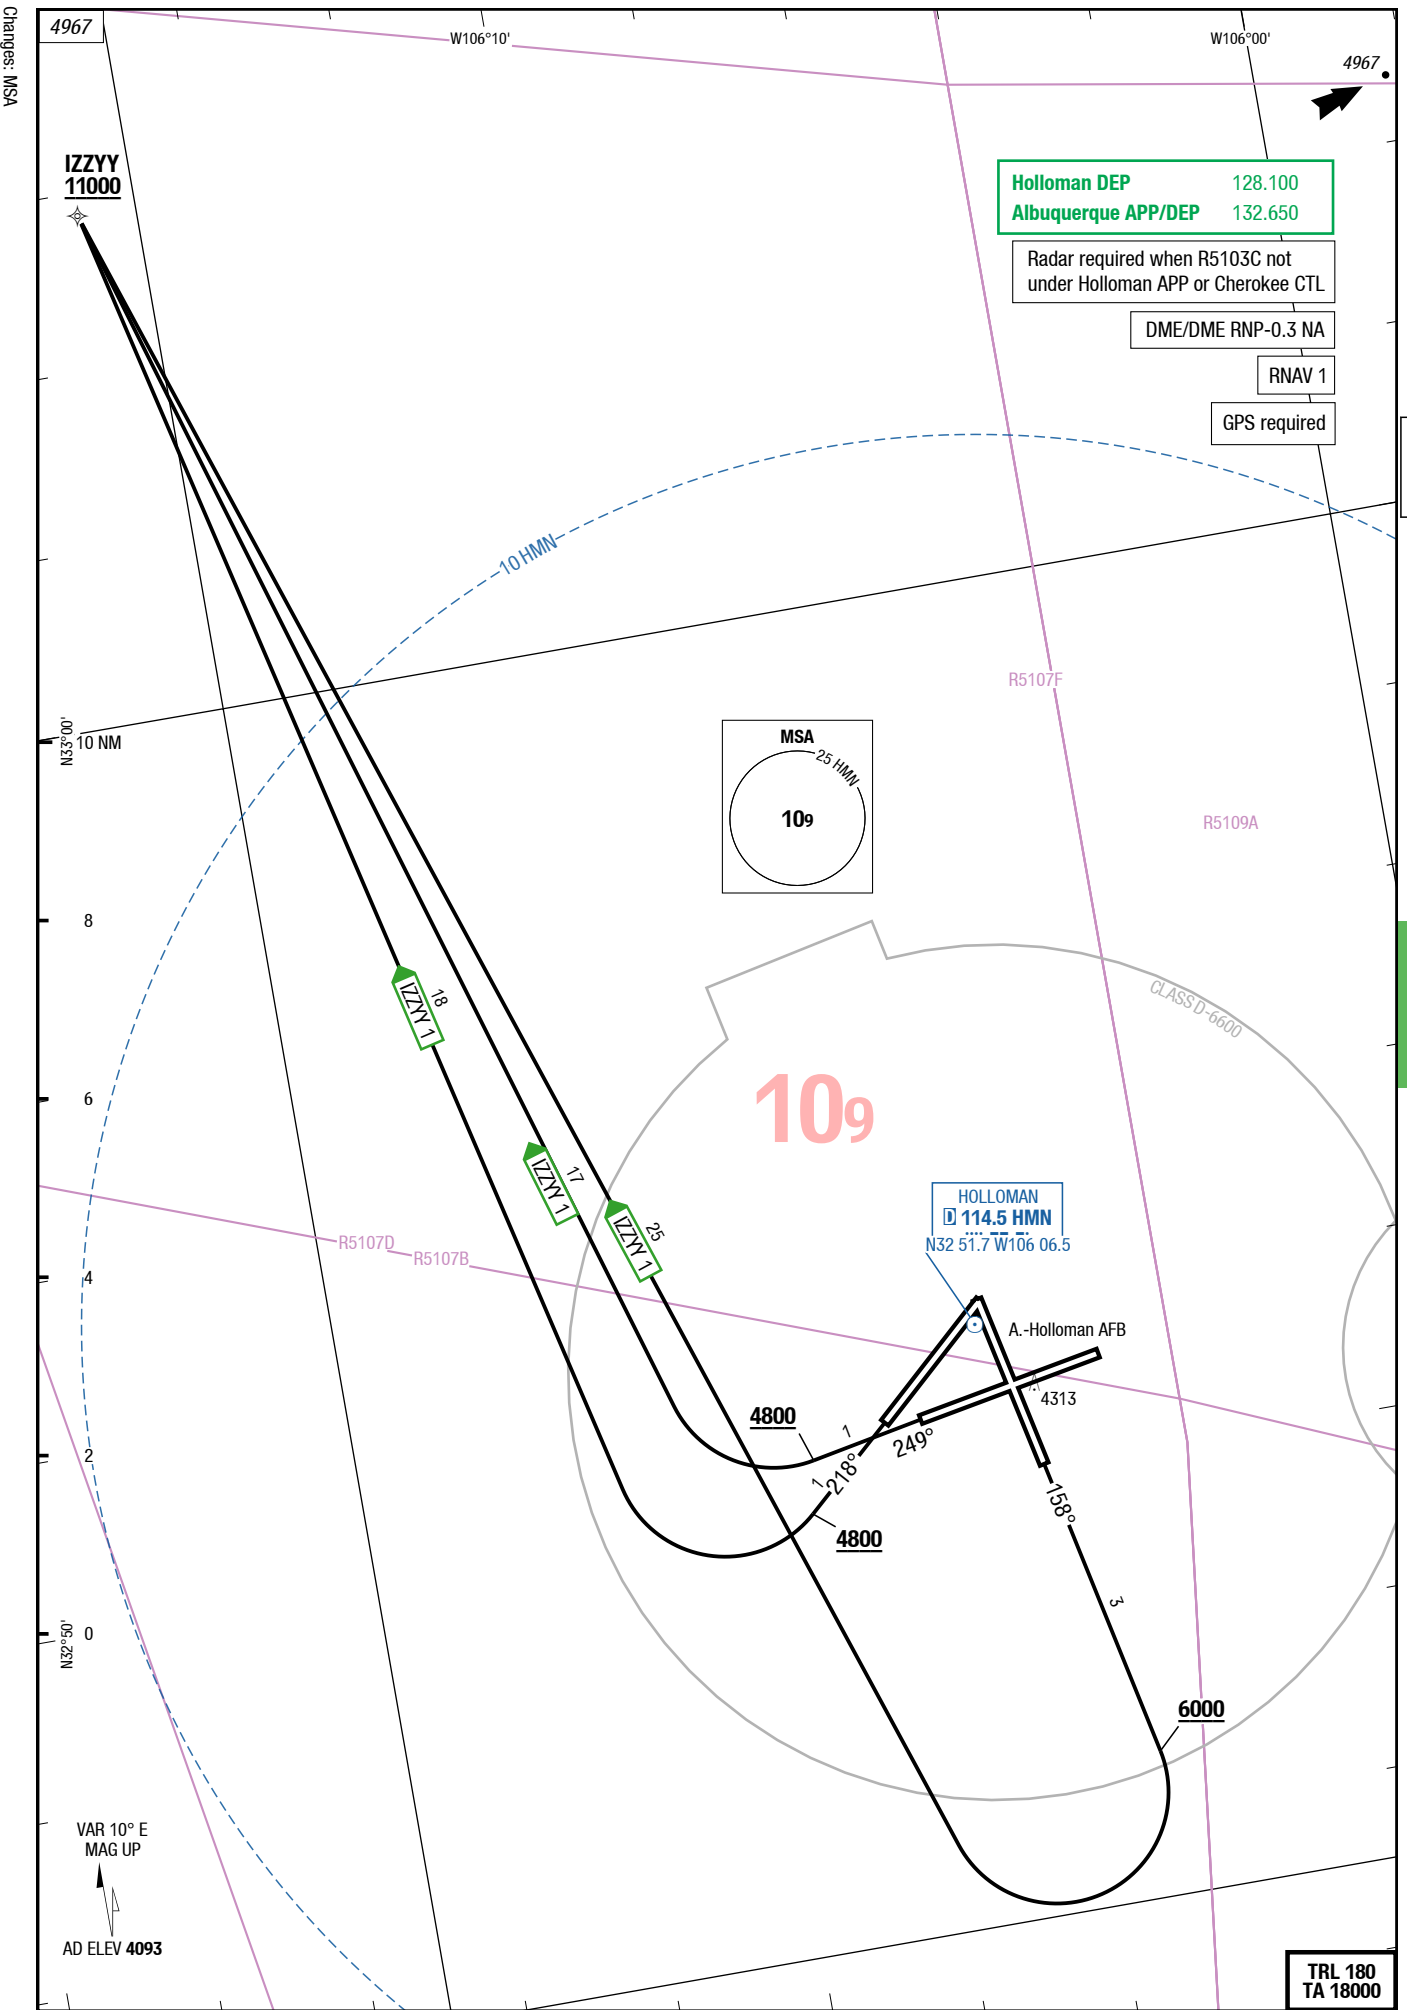 Changes: MSA
4967
W106°10'
W106°00'
4967
IZZYY
11000
Holloman DEP 128.100
Albuquerque APP/DEP 132.650
Radar required when R5103C not
under Holloman APP or Cherokee CTL
DME/DME RNP-0.3 NA
RNAV 1
GPS required
10 HMN
R5107F
N33°00'
10 NM
MSA
25 HMN
109
R5109A
8
CLASS D-6600
IZZYY 1
18
6
109
IZZYY 1
17
IZZYY 1
25
HOLLOMAN
D 114.5 HMN
N32 51.7 W106 06.5
R5107D
R5107B
4
A.-Holloman AFB
4313
4800
1
249°
2
1
218°
158°
4800
3
N32°50'
0
6000
VAR 10° E
MAG UP
AD ELEV 4093
TRL 180
TA 18000